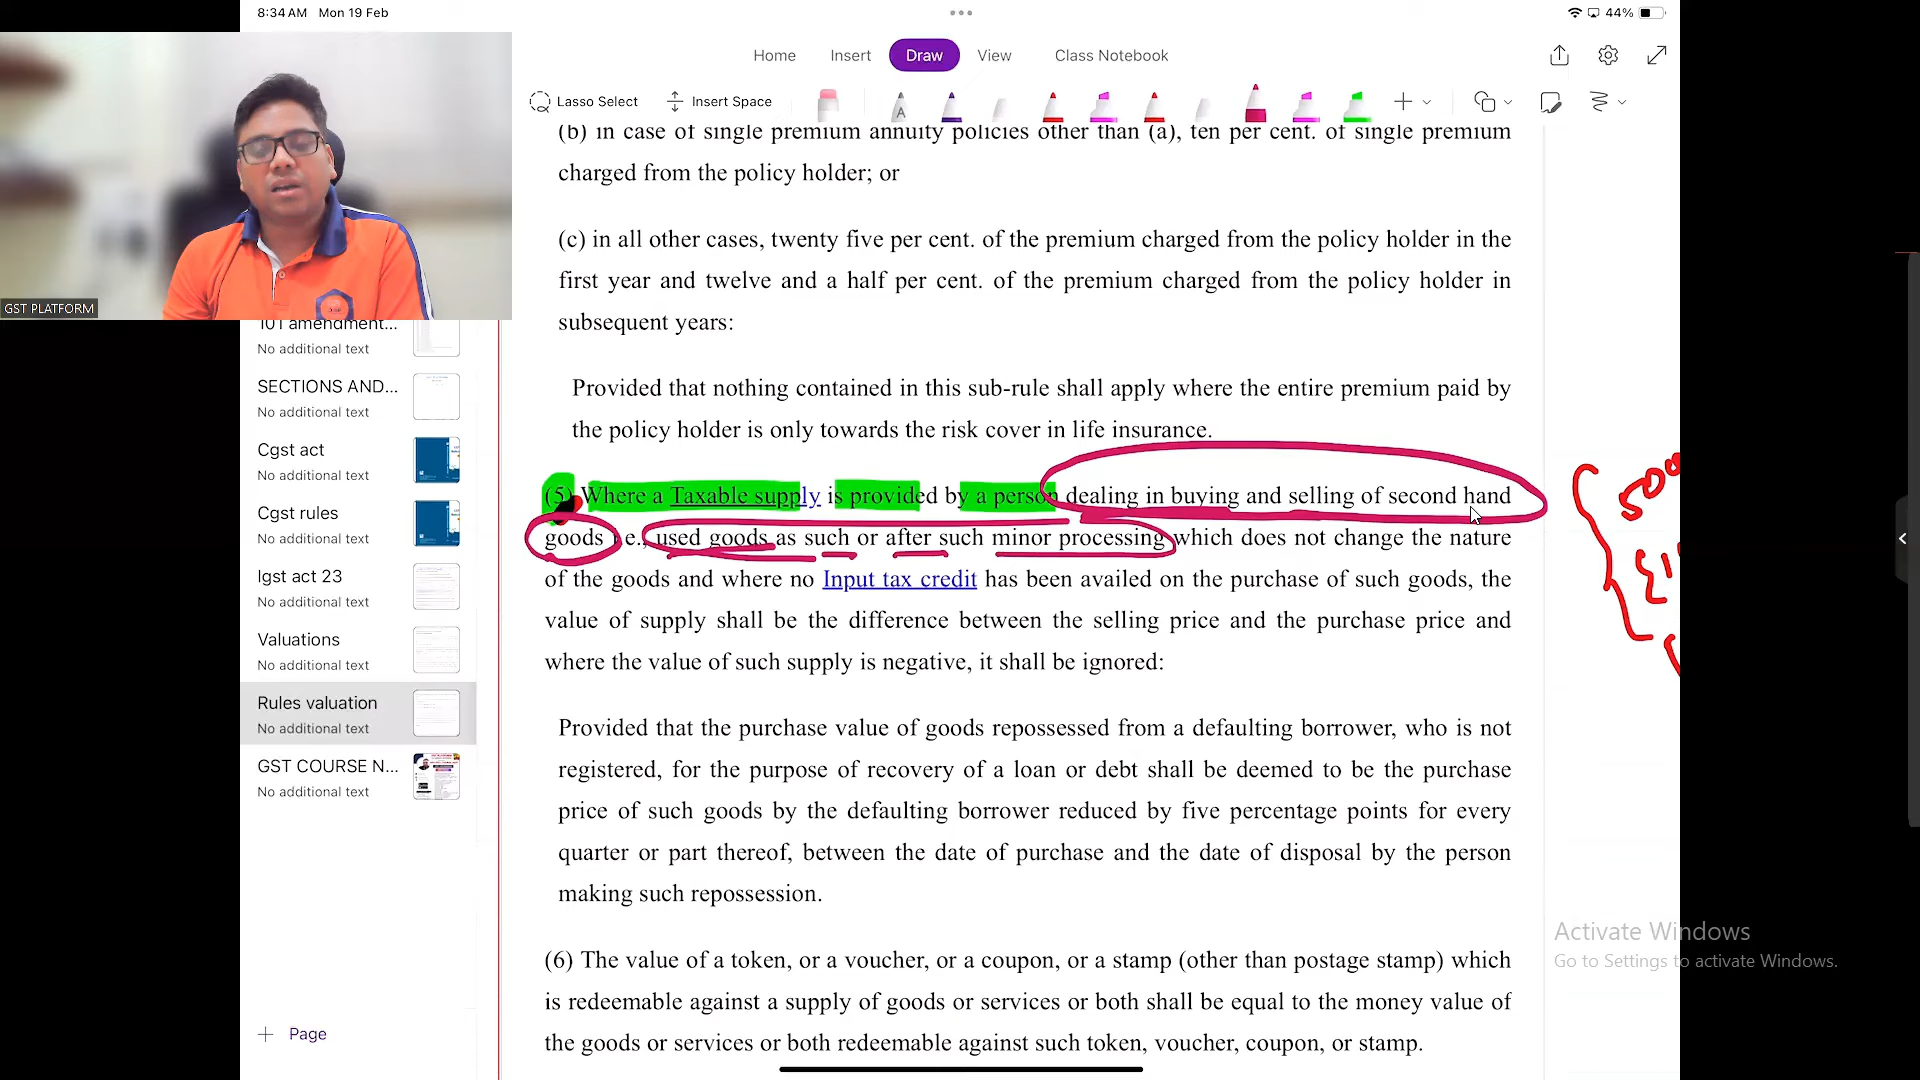 8:34 AM Mon 19 Feb
44%
Home Insert Draw View Class Notebook
Lasso Select Insert Space
A
GST PLATFORM
101 amendment...
No additional text
SECTIONS AND...
No additional text
Cgst act
No additional text
Cgst rules
No additional text
Igst act 23
No additional text
Valuations
No additional text
Rules valuation
No additional text
GST COURSE N...
No additional text
Page
(b) in case of single premium annuity policies other than (a), ten per cent. of single premium
charged from the policy holder; or
(c) in all other cases, twenty five per cent. of the premium charged from the policy holder in the
first year and twelve and a half per cent. of the premium charged from the policy holder in
subsequent years:
Provided that nothing contained in this sub-rule shall apply where the entire premium paid by
the policy holder is only towards the risk cover in life insurance.
(5) Where a Taxable supply is provided by a person dealing in buying and selling of second hand
goods i.e., used goods as such or after such minor processing which does not change the nature
of the goods and where no Input tax credit has been availed on the purchase of such goods, the
value of supply shall be the difference between the selling price and the purchase price and
where the value of such supply is negative, it shall be ignored:
Provided that the purchase value of goods repossessed from a defaulting borrower, who is not
registered, for the purpose of recovery of a loan or debt shall be deemed to be the purchase
price of such goods by the defaulting borrower reduced by five percentage points for every
quarter or part thereof, between the date of purchase and the date of disposal by the person
making such repossession.
(6) The value of a token, or a voucher, or a coupon, or a stamp (other than postage stamp) which
is redeemable against a supply of goods or services or both shall be equal to the money value of
the goods or services or both redeemable against such token, voucher, coupon, or stamp.
Activate Windows
Go to Settings to activate Windows.